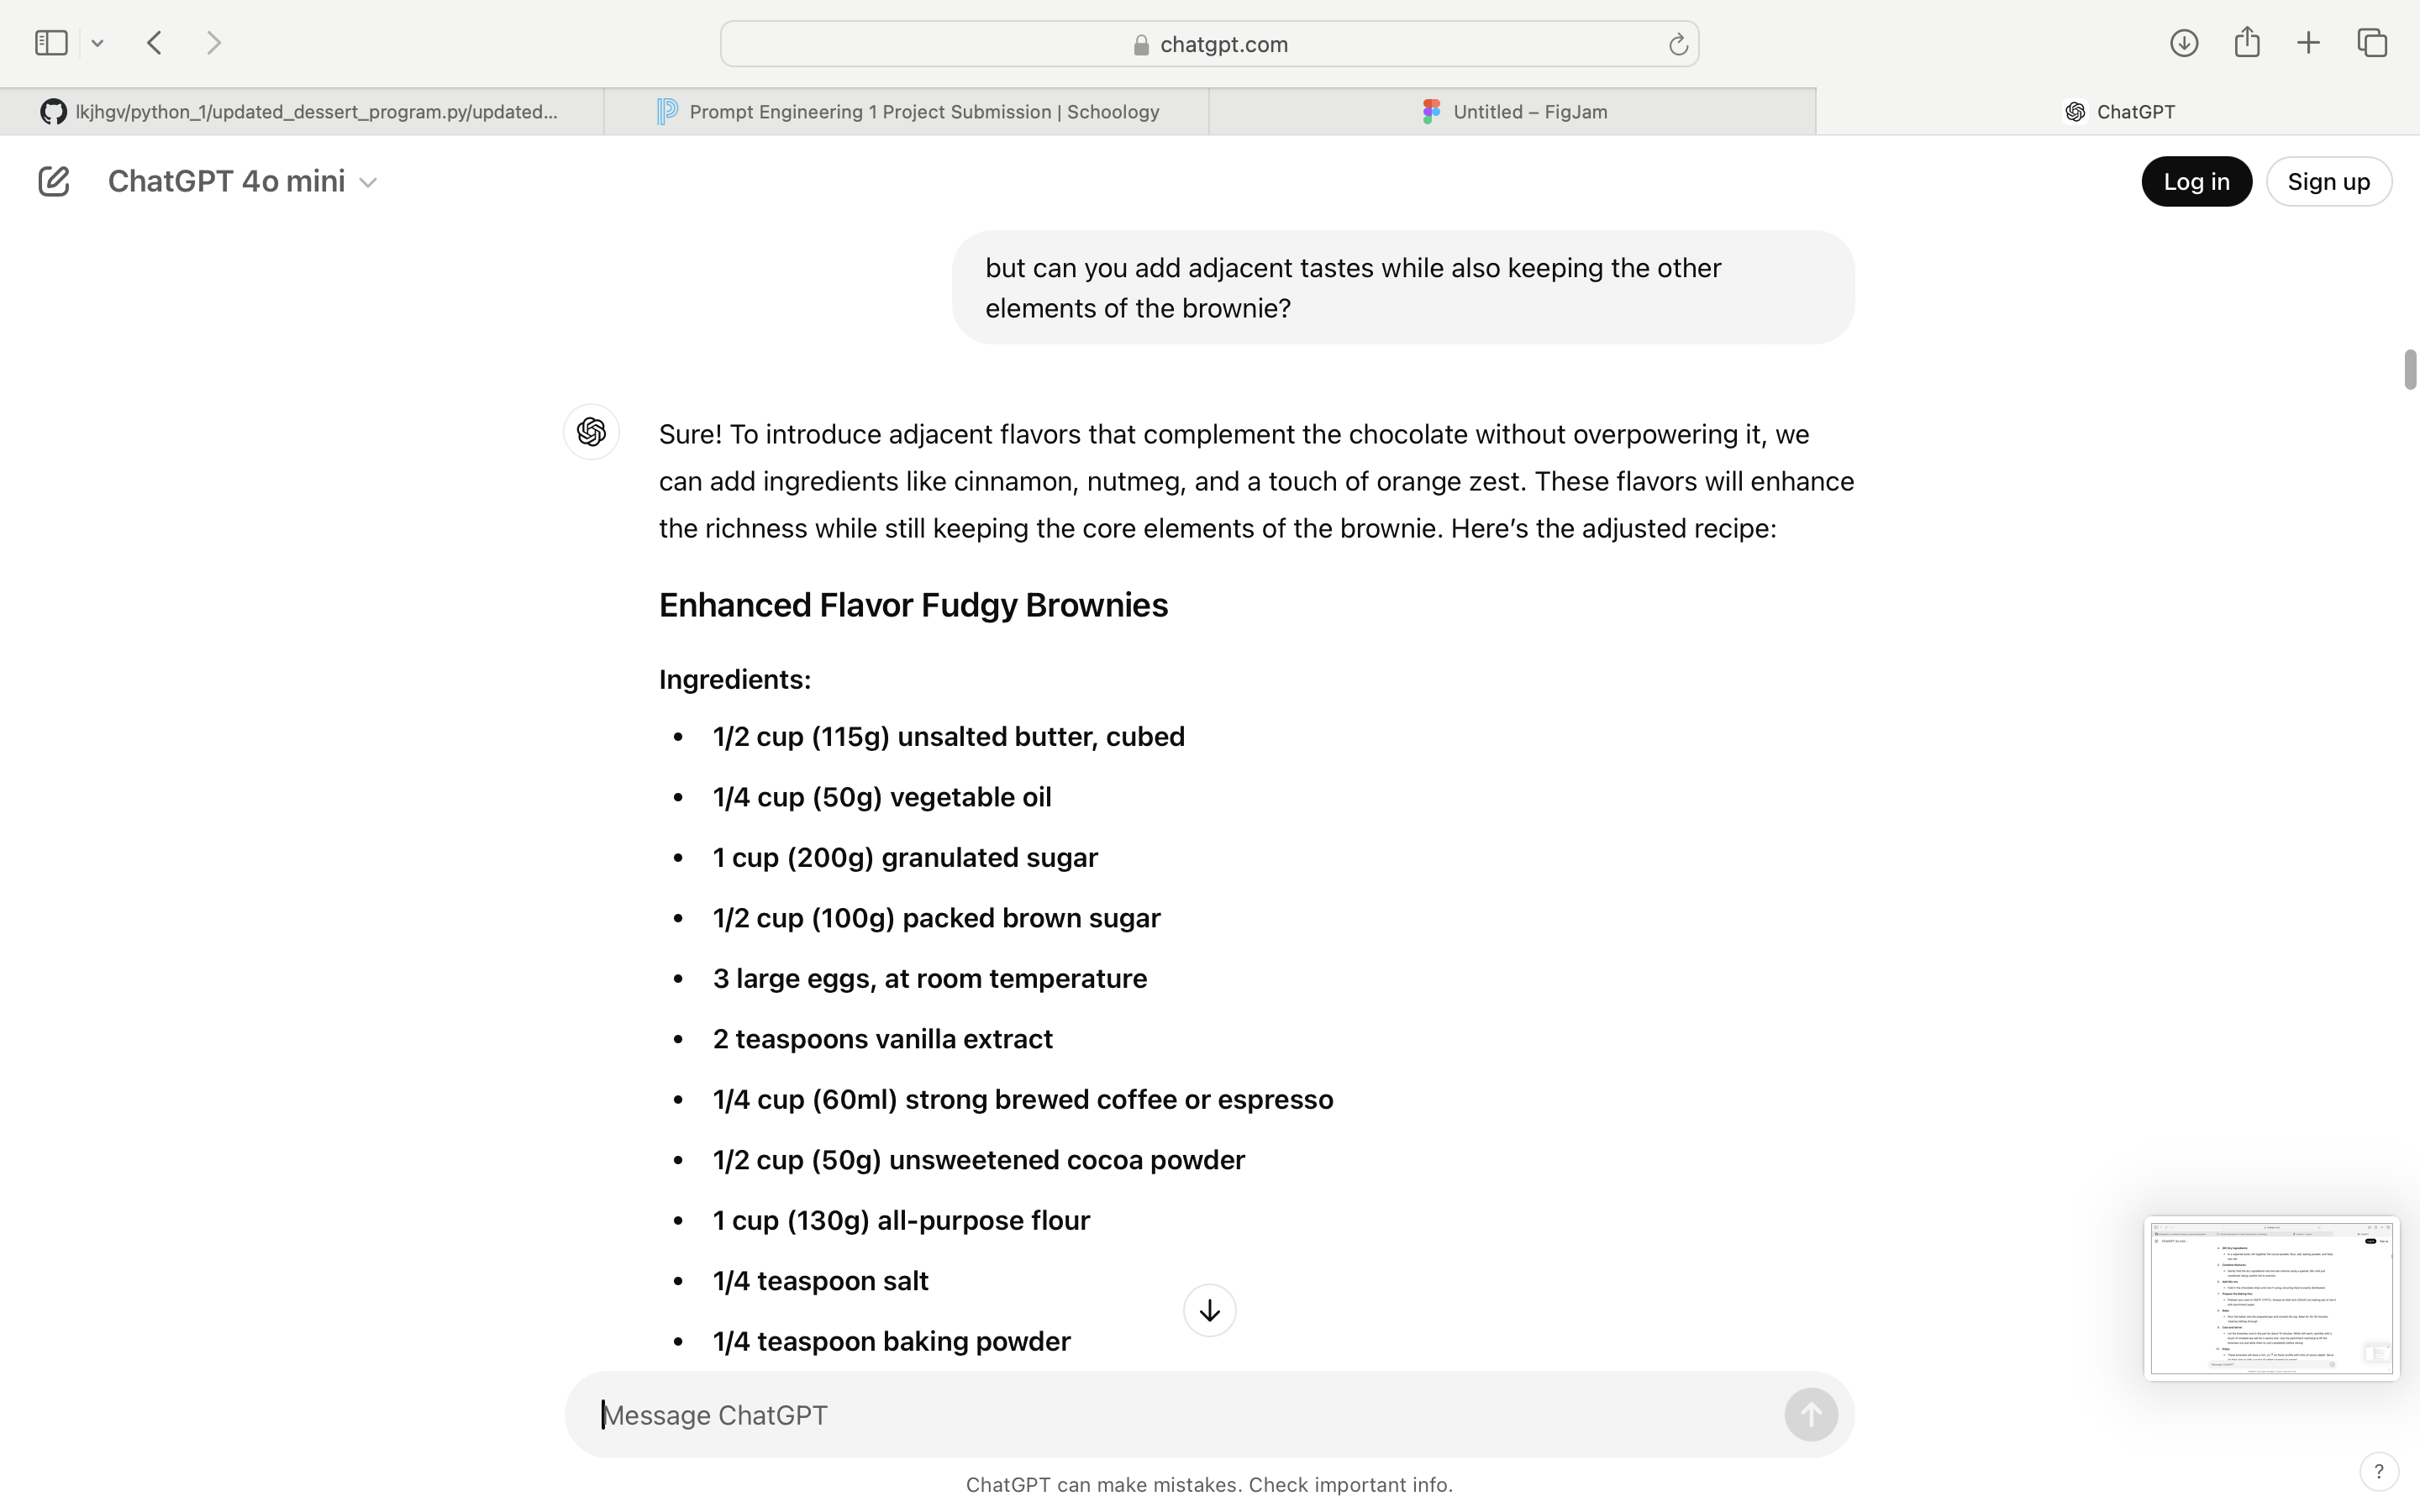 chatgpt.com
lkjhgv/python_1/updated_dessert_program.py/updated...
Prompt Engineering 1 Project Submission | Schoology
Untitled – FigJam
ChatGPT
ChatGPT 4o mini
Log in
Sign up
but can you add adjacent tastes while also keeping the other
elements of the brownie?
Sure! To introduce adjacent flavors that complement the chocolate without overpowering it, we
can add ingredients like cinnamon, nutmeg, and a touch of orange zest. These flavors will enhance
the richness while still keeping the core elements of the brownie. Here’s the adjusted recipe:
Enhanced Flavor Fudgy Brownies
Ingredients:
• 1/2 cup (115g) unsalted butter, cubed
• 1/4 cup (50g) vegetable oil
• 1 cup (200g) granulated sugar
• 1/2 cup (100g) packed brown sugar
• 3 large eggs, at room temperature
• 2 teaspoons vanilla extract
• 1/4 cup (60ml) strong brewed coffee or espresso
• 1/2 cup (50g) unsweetened cocoa powder
• 1 cup (130g) all-purpose flour
• 1/4 teaspoon salt
• 1/4 teaspoon baking powder
Message ChatGPT
ChatGPT can make mistakes. Check important info.
?